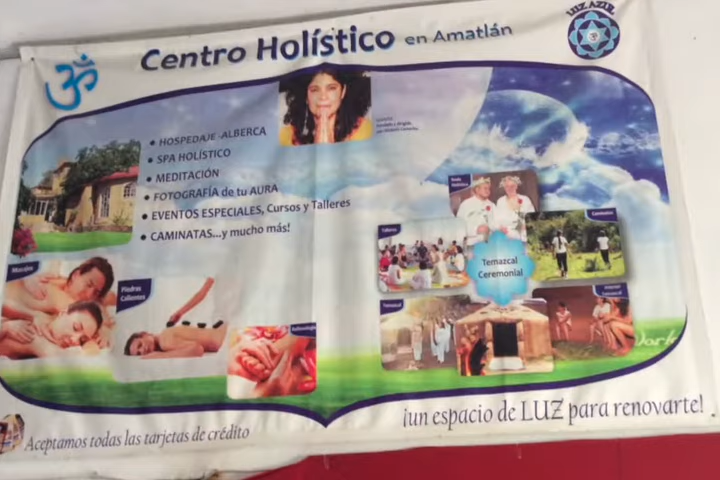 LUZ AZUL
Centro Holístico en Amatlán
• HOSPEDAJE-ALBERCA
• SPA HOLÍSTICO
• MEDITACIÓN
• FOTOGRAFÍA de tu AURA
• EVENTOS ESPECIALES, Cursos y Talleres
• CAMINATAS...y mucho más!
Masajes
Piedras
Calientes
Reflexología
Talleres
Caminatas
Temazcal
Temazcal
Ceremonial
¡un espacio de LUZ para renovarte!
Aceptamos todas las tarjetas de crédito